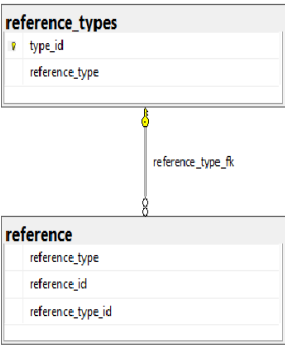 reference_types
type_id
reference_type
reference_type_fk
reference
reference_type
reference_id
reference_type_id